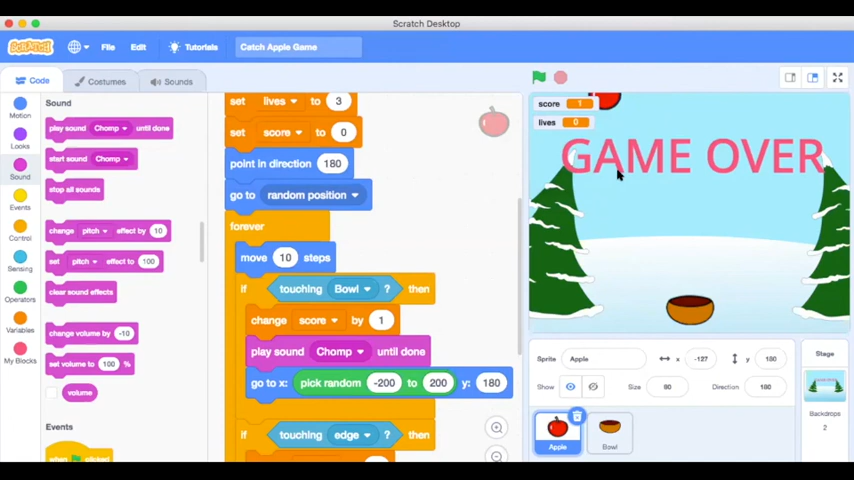 Scratch Desktop
SCRATCH
File
Edit
Tutorials
Catch Apple Game
Code
Costumes
Sounds
Motion
Looks
Sound
Events
Control
Sensing
Operators
Variables
My Blocks
Sound
play sound Chomp until done
start sound Chomp
stop all sounds
change pitch effect by 10
set pitch effect to 100
clear sound effects
change volume by -10
set volume to 100 %
volume
Events
when clicked
set lives to 3
set score to 0
point in direction 180
go to random position
forever
move 10 steps
if touching Bowl ? then
change score by 1
play sound Chomp until done
go to x: pick random -200 to 200 y: 180
if touching edge ? then
score 1
lives 0
GAME OVER
Sprite Apple x -127 y 180
Show Size 80 Direction 180
Apple
Bowl
Stage
Backdrops
2